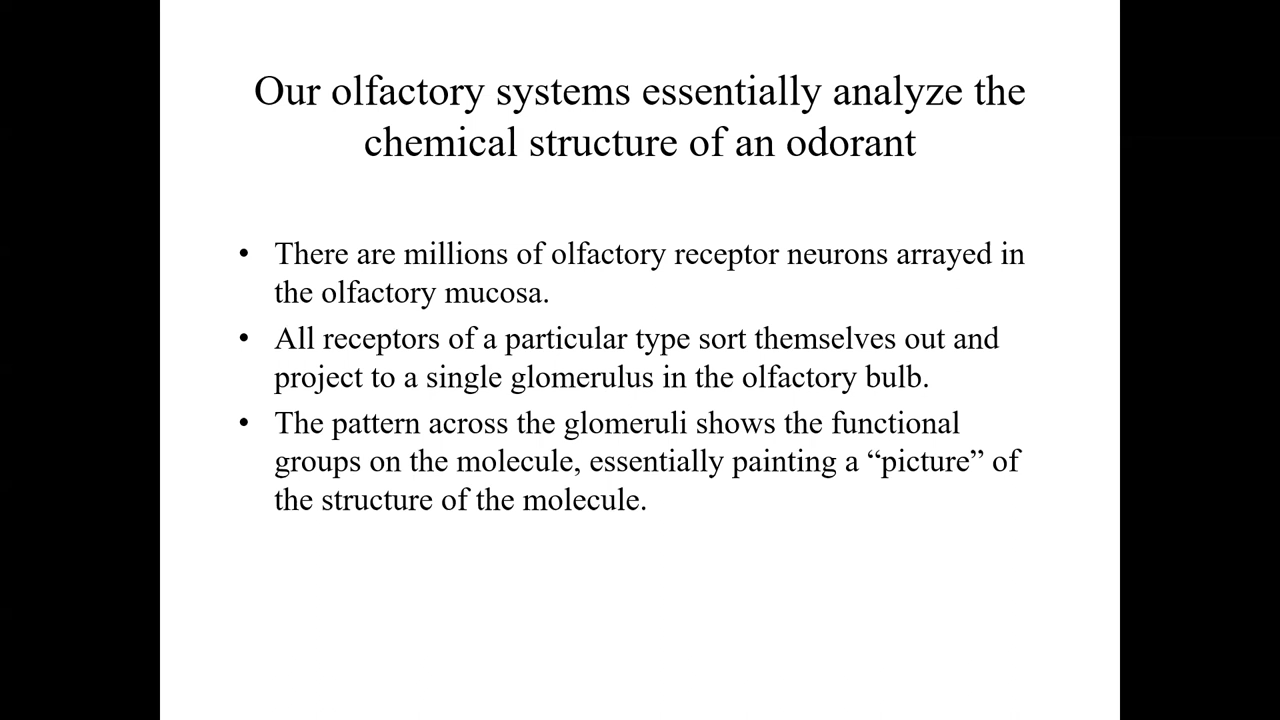 Our olfactory systems essentially analyze the
chemical structure of an odorant
• There are millions of olfactory receptor neurons arrayed in
the olfactory mucosa.
• All receptors of a particular type sort themselves out and
project to a single glomerulus in the olfactory bulb.
• The pattern across the glomeruli shows the functional
groups on the molecule, essentially painting a “picture” of
the structure of the molecule.